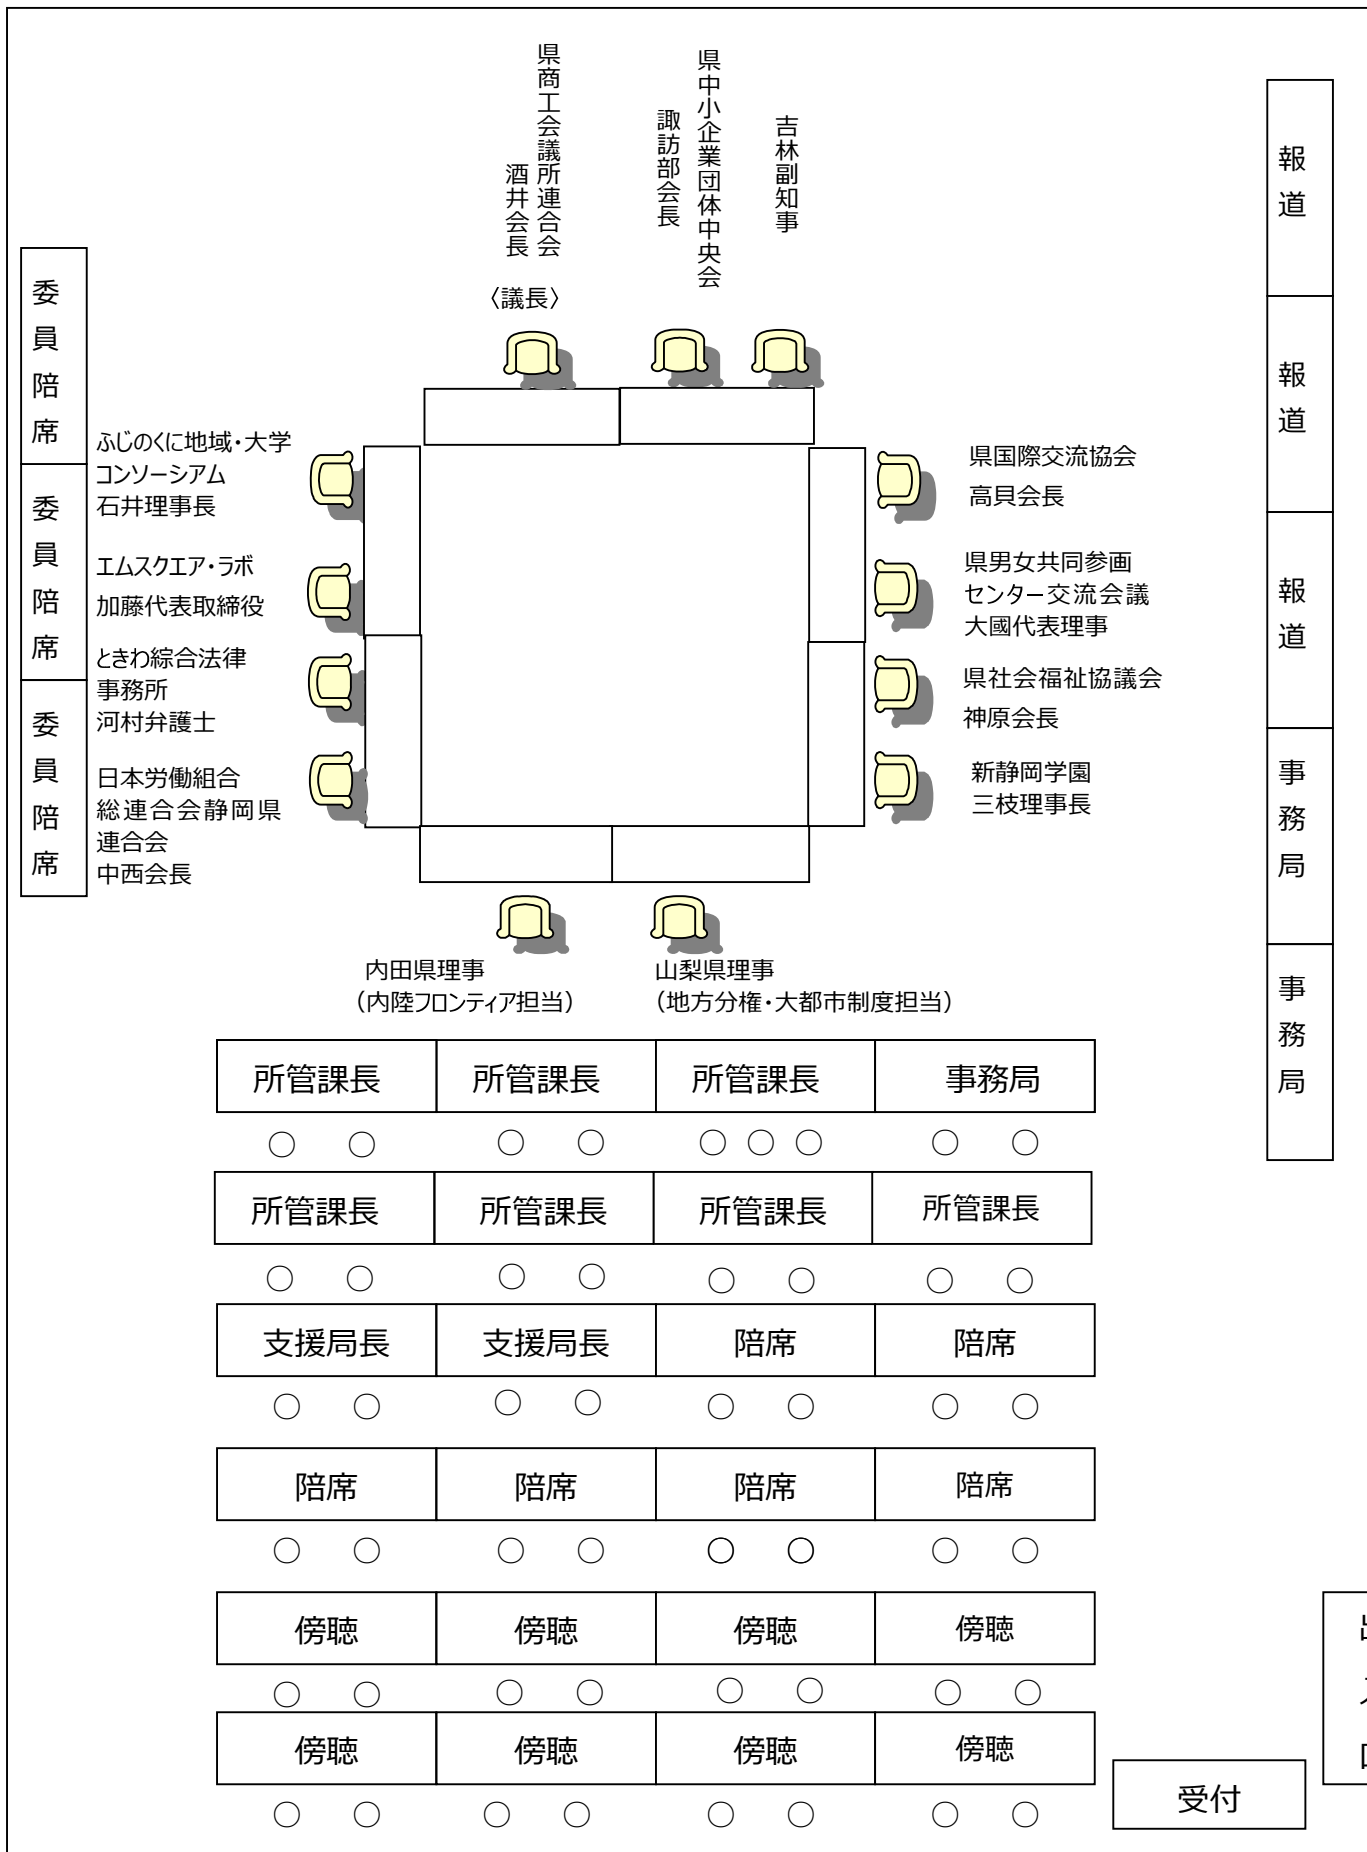 県商工会議所連合会
酒井会長
〈議長〉
県中小企業団体中央会
諏訪部会長
吉林副知事
委員陪席
委員陪席
委員陪席
ふじのくに地域・大学
コンソーシアム
石井理事長
エムスクエア・ラボ
加藤代表取締役
ときわ綜合法律
事務所
河村弁護士
日本労働組合
総連合会静岡県
連合会
中西会長
県国際交流協会
高貝会長
県男女共同参画
センター交流会議
大國代表理事
県社会福祉協議会
神原会長
新静岡学園
三枝理事長
報道
報道
報道
事務局
事務局
内田県理事
（内陸フロンティア担当）
山梨県理事
（地方分権・大都市制度担当）
所管課長 所管課長 所管課長 事務局
○ ○ ○ ○ ○ ○ ○ ○ ○
所管課長 所管課長 所管課長 所管課長
○ ○ ○ ○ ○ ○ ○ ○
支援局長 支援局長 陪席 陪席
○ ○ ○ ○ ○ ○ ○ ○
陪席 陪席 陪席 陪席
○ ○ ○ ○ ○ ○ ○ ○
傍聴 傍聴 傍聴 傍聴
○ ○ ○ ○ ○ ○ ○ ○
傍聴 傍聴 傍聴 傍聴
○ ○ ○ ○ ○ ○ ○ ○
受付